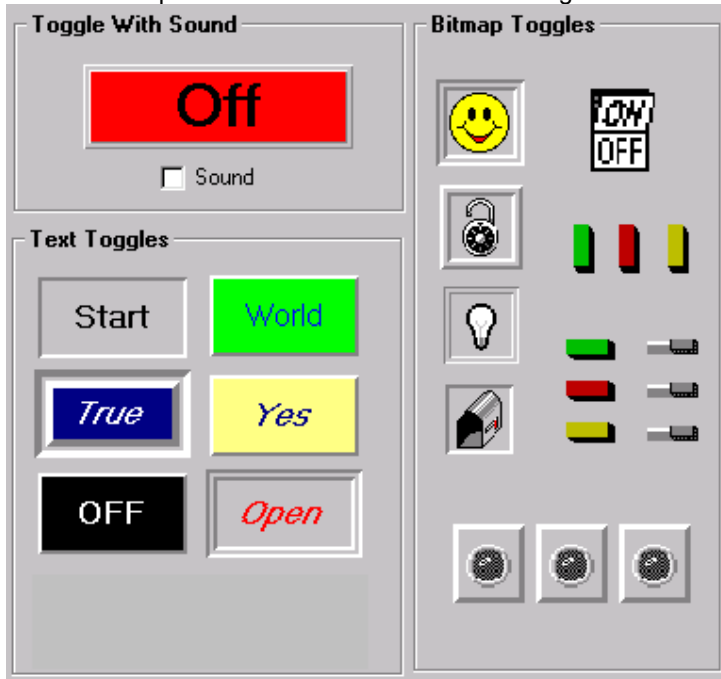 Toggle With Sound
Off
Sound
Text Toggles
Start
World
True
Yes
OFF
Open
Bitmap Toggles
ON
OFF